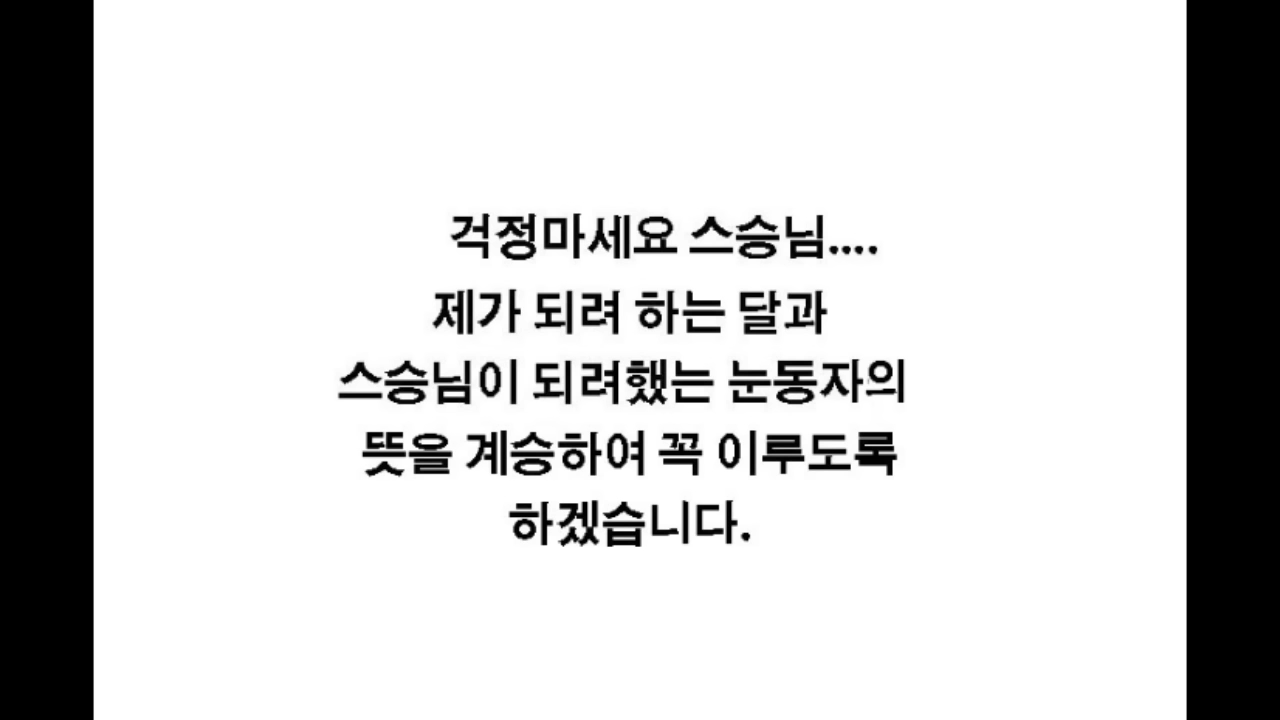 걱정마세요 스승님....
제가 되려 하는 달과
스승님이 되려했는 눈동자의
뜻을 계승하여 꼭 이루도록
하겠습니다.